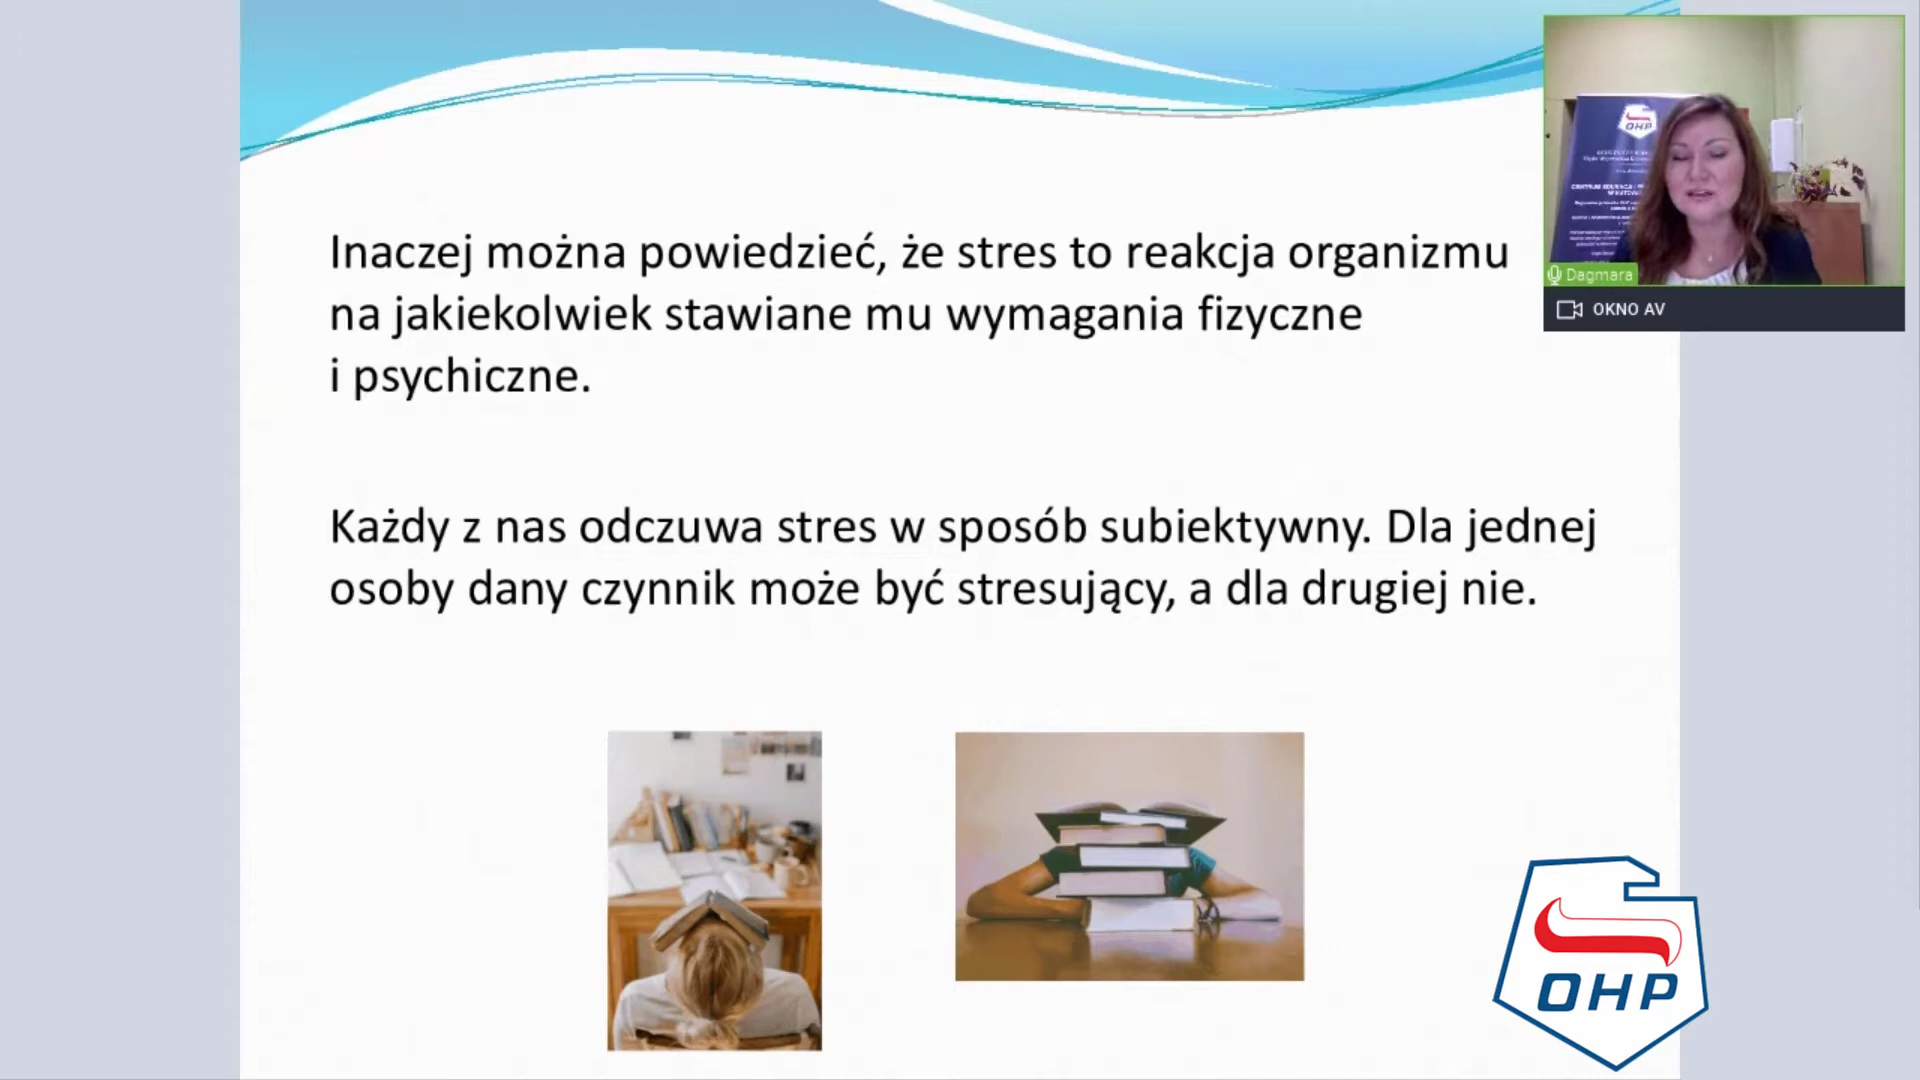 Inaczej można powiedzieć, że stres to reakcja organizmu
na jakiekolwiek stawiane mu wymagania fizyczne
i psychiczne.
Każdy z nas odczuwa stres w sposób subiektywny. Dla jednej
osoby dany czynnik może być stresujący, a dla drugiej nie.
OHP
Dagmara
OKNO AV
OHP